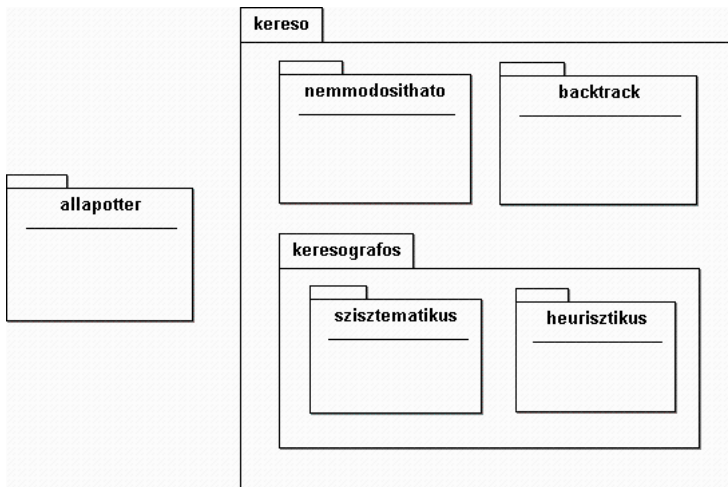 kereso
nemmodosithato
backtrack
allapotter
keresografos
szisztematikus
heurisztikus